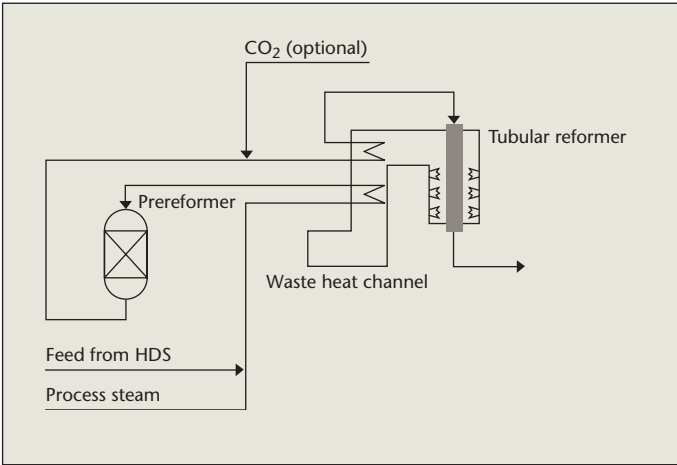 CO₂ (optional)
Tubular reformer
Prereformer
Waste heat channel
Feed from HDS
Process steam